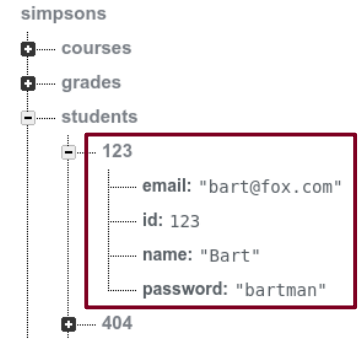 simpsons
courses
grades
students
123
email: "bart@fox.com"
id: 123
name: "Bart"
password: "bartman"
404